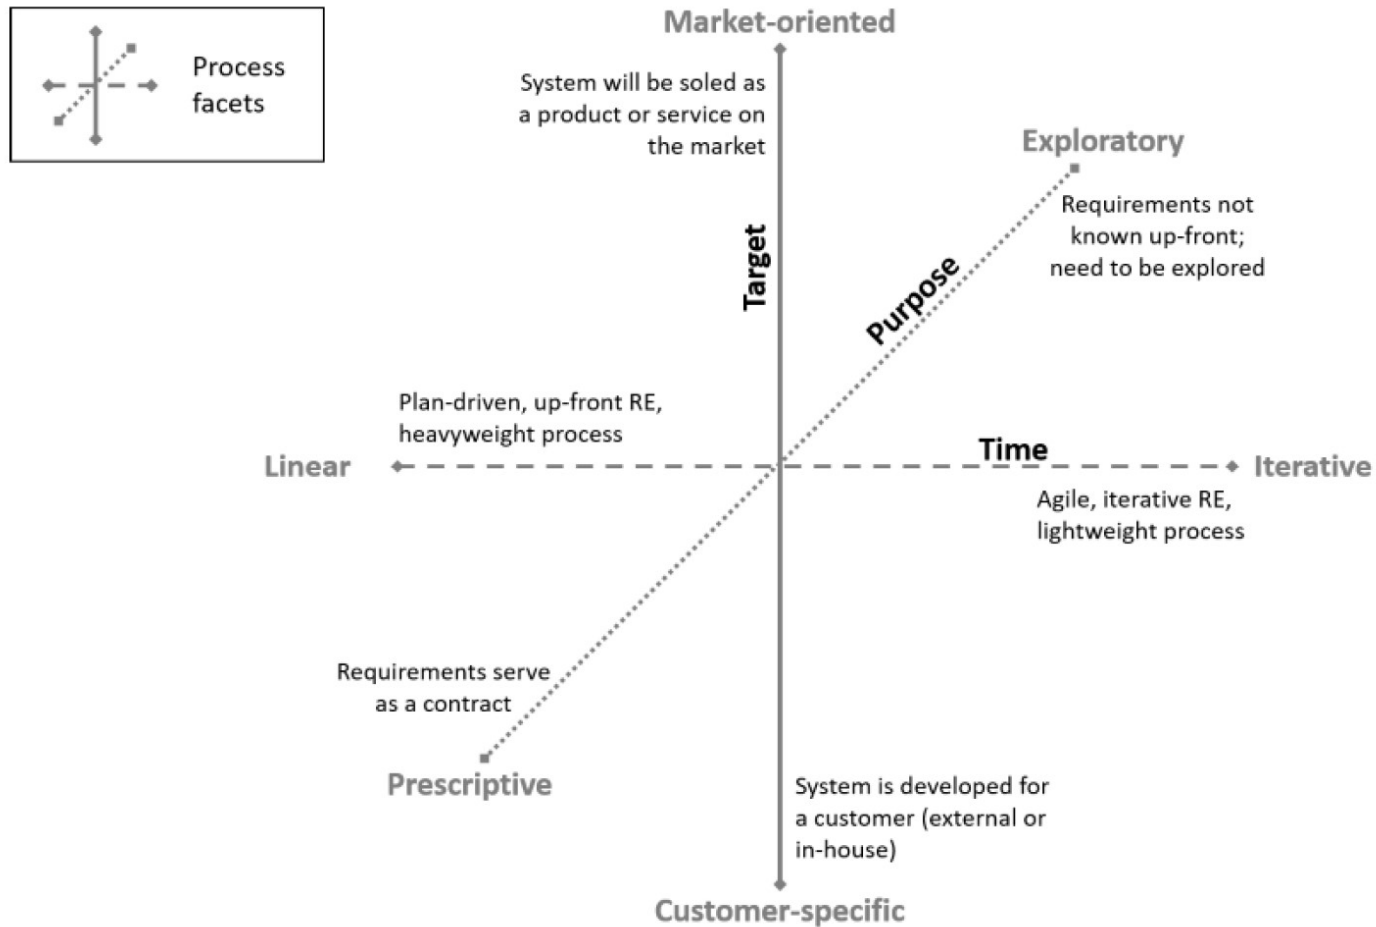 Market-oriented
Process
facets
System will be soled as
a product or service on
the market
Exploratory
Requirements not
known up-front;
need to be explored
Target
Purpose
Plan-driven, up-front RE,
heavyweight process
Linear
Time
Iterative
Agile, iterative RE,
lightweight process
Requirements serve
as a contract
Prescriptive
System is developed for
a customer (external or
in-house)
Customer-specific